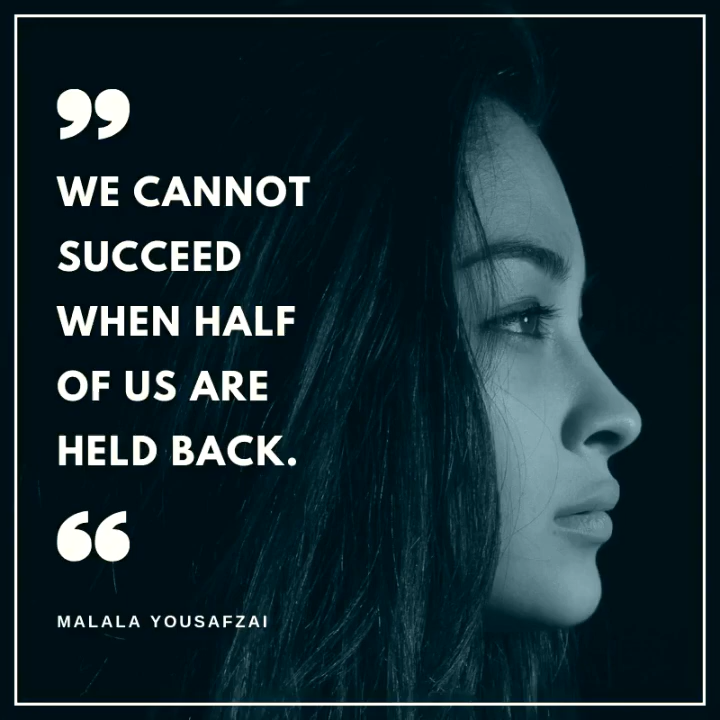 ”
WE CANNOT
SUCCEED
WHEN HALF
OF US ARE
HELD BACK.
“
MALALA YOUSAFZAI